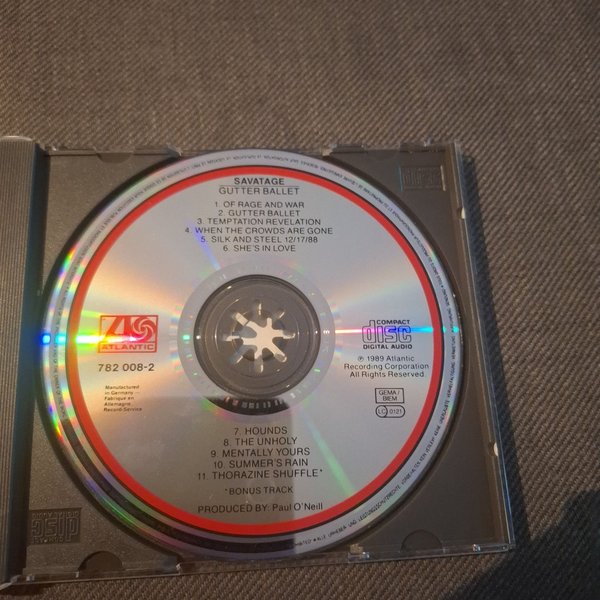 SAVATAGE
GUTTER BALLET
1. OF RAGE AND WAR
2. GUTTER BALLET
3. TEMPTATION REVELATION
4. WHEN THE CROWDS ARE GONE
5. SILK AND STEEL 12/17/88
6. SHE'S IN LOVE
ATLANTIC
782 008-2
Manufactured
in Germany
Fabriqué en
Allemagne
Record-Service
COMPACT
disc
DIGITAL AUDIO
℗ 1989 Atlantic
Recording Corporation
All Rights Reserved
GEMA/
BIEM
LC 0121
7. HOUNDS
8. THE UNHOLY
9. MENTALLY YOURS
10. SUMMER'S RAIN
11. THORAZINE SHUFFLE*
*BONUS TRACK
PRODUCED BY: Paul O'Neill
disc